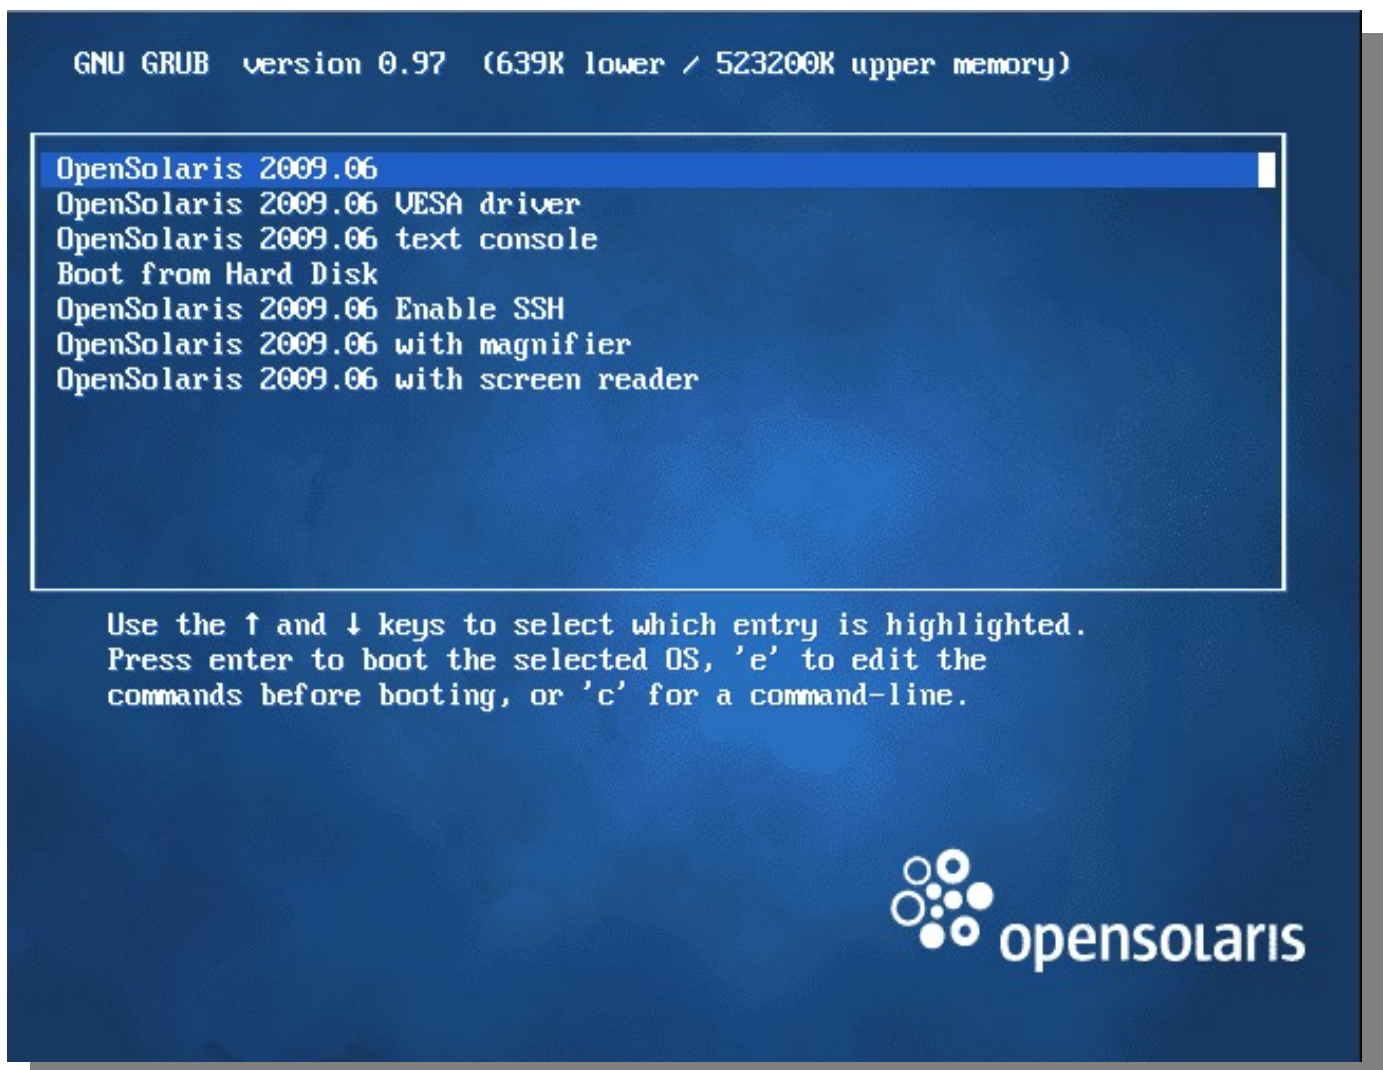 GNU GRUB  version 0.97  (639K lower / 523200K upper memory)
OpenSolaris 2009.06
OpenSolaris 2009.06 VESA driver
OpenSolaris 2009.06 text console
Boot from Hard Disk
OpenSolaris 2009.06 Enable SSH
OpenSolaris 2009.06 with magnifier
OpenSolaris 2009.06 with screen reader
Use the ↑ and ↓ keys to select which entry is highlighted.
Press enter to boot the selected OS, 'e' to edit the
commands before booting, or 'c' for a command-line.
opensolaris